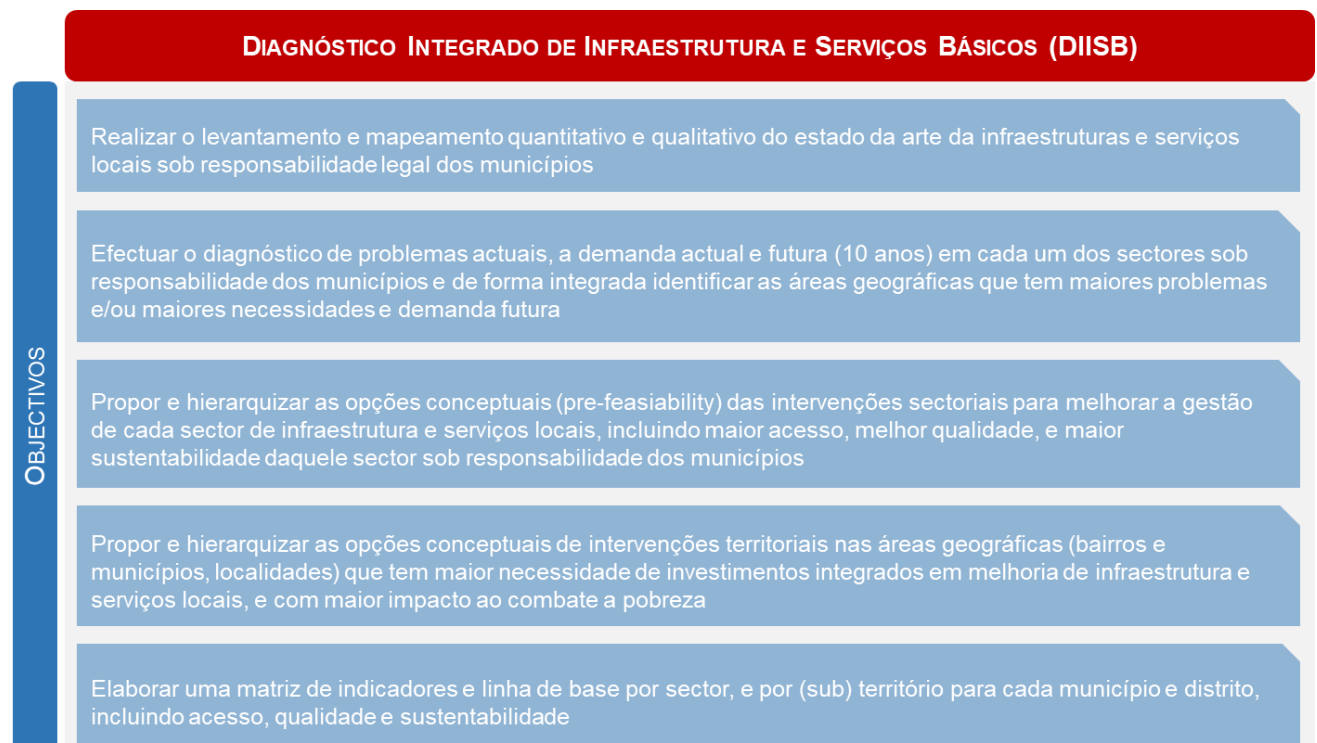 DIAGNÓSTICO INTEGRADO DE INFRAESTRUTURA E SERVIÇOS BÁSICOS (DIISB)
OBJECTIVOS
Realizar o levantamento e mapeamento quantitativo e qualitativo do estado da arte da infraestruturas e serviços
locais sob responsabilidade legal dos municípios
Efectuar o diagnóstico de problemas actuais, a demanda actual e futura (10 anos) em cada um dos sectores sob
responsabilidade dos municípios e de forma integrada identificar as áreas geográficas que tem maiores problemas
e/ou maiores necessidades e demanda futura
Propor e hierarquizar as opções conceptuais (pre-feasiability) das intervenções sectoriais para melhorar a gestão
de cada sector de infraestrutura e serviços locais, incluindo maior acesso, melhor qualidade, e maior
sustentabilidade daquele sector sob responsabilidade dos municípios
Propor e hierarquizar as opções conceptuais de intervenções territoriais nas áreas geográficas (bairros e
municípios, localidades) que tem maior necessidade de investimentos integrados em melhoria de infraestrutura e
serviços locais, e com maior impacto ao combate a pobreza
Elaborar uma matriz de indicadores e linha de base por sector, e por (sub) território para cada município e distrito,
incluindo acesso, qualidade e sustentabilidade